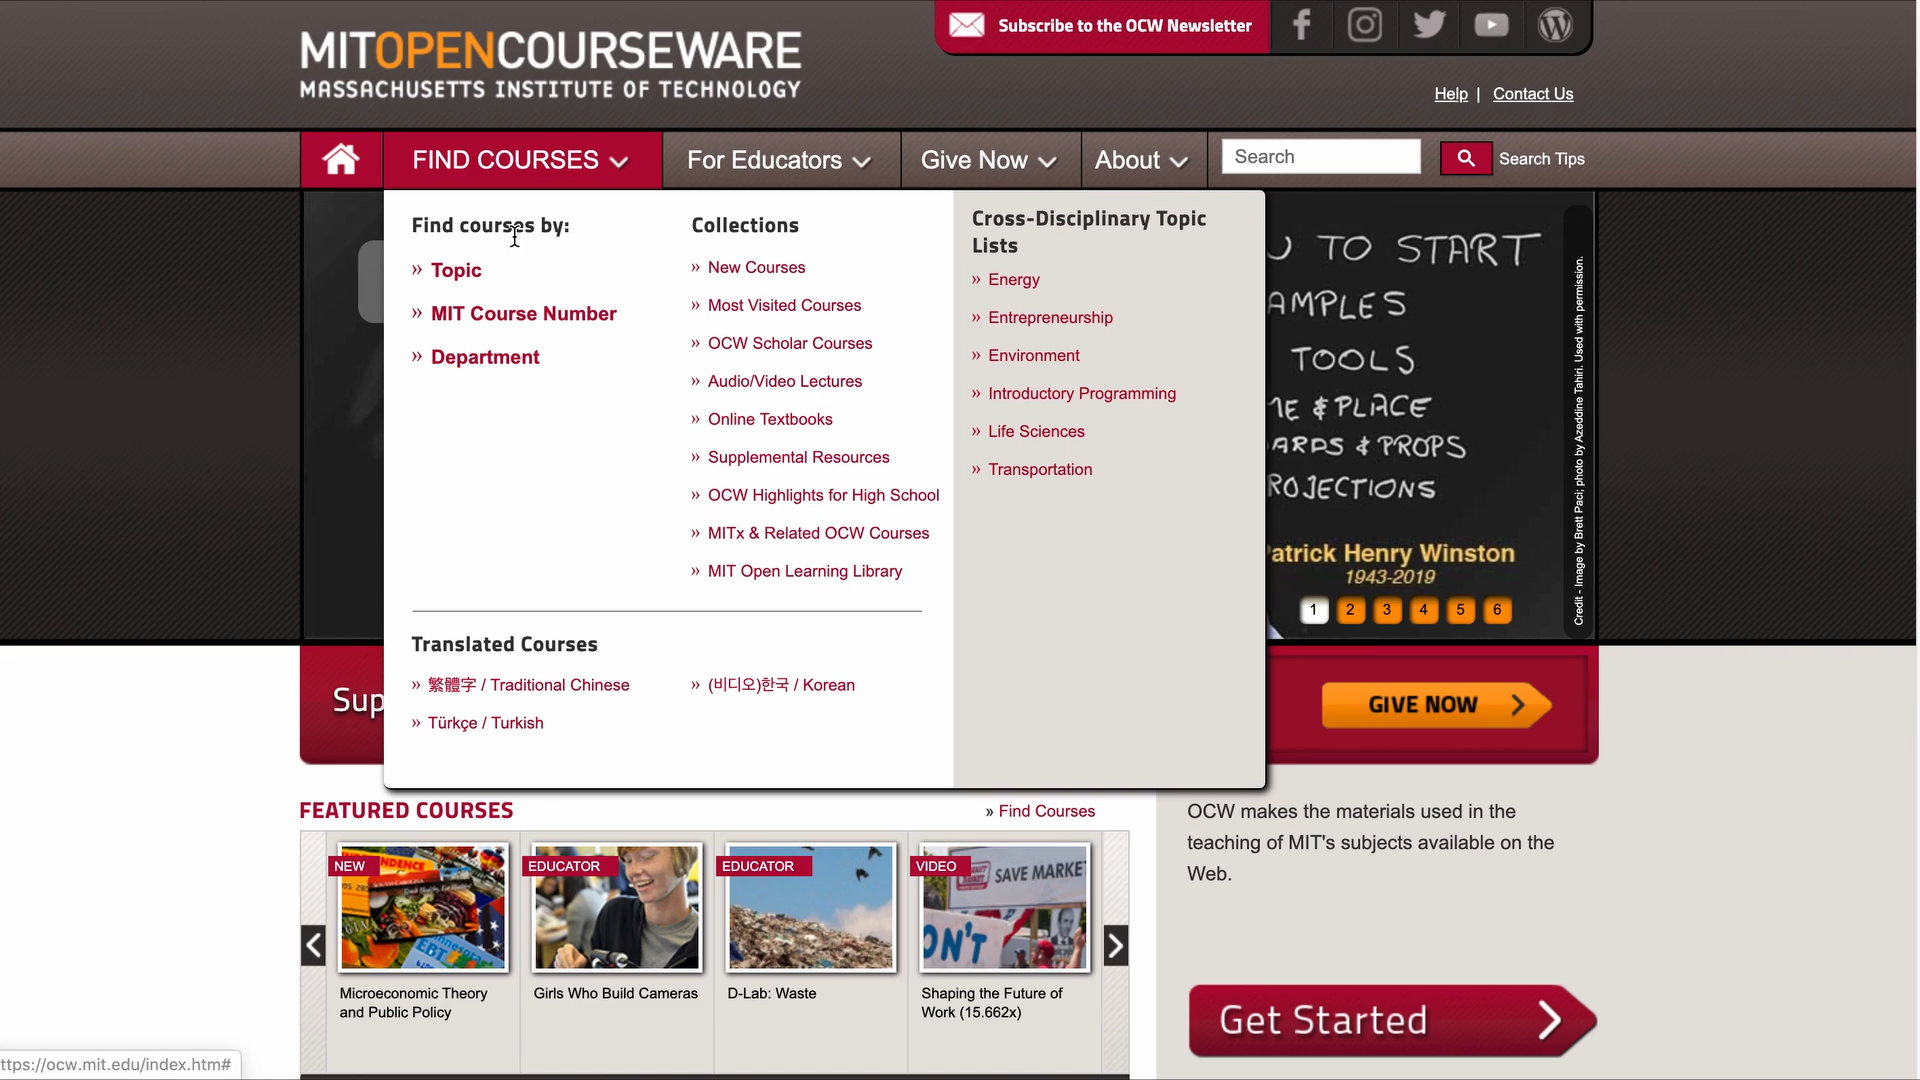 MITOPENCOURSEWARE
MASSACHUSETTS INSTITUTE OF TECHNOLOGY
Subscribe to the OCW Newsletter
Help | Contact Us
FIND COURSES
For Educators
Give Now
About
Search
Search Tips
Find courses by:
» Topic
» MIT Course Number
» Department
Collections
» New Courses
» Most Visited Courses
» OCW Scholar Courses
» Audio/Video Lectures
» Online Textbooks
» Supplemental Resources
» OCW Highlights for High School
» MITx & Related OCW Courses
» MIT Open Learning Library
Cross-Disciplinary Topic
Lists
» Energy
» Entrepreneurship
» Environment
» Introductory Programming
» Life Sciences
» Transportation
Translated Courses
» 繁體字 / Traditional Chinese
» (비디오)한국 / Korean
» Türkçe / Turkish
TO START
AMPLES
TOOLS
& PLACE
& PROPS
ROJECTIONS
atrick Henry Winston
1943-2019
1 2 3 4 5 6
Credit - Image by Brett Paci; photo by Azeddine Tahiri. Used with permission.
Sup
GIVE NOW
FEATURED COURSES
» Find Courses
NEW
EDUCATOR
EDUCATOR
VIDEO
SAVE MARKE
ON'T
EBT
Microeconomic Theory
and Public Policy
Girls Who Build Cameras
D-Lab: Waste
Shaping the Future of
Work (15.662x)
OCW makes the materials used in the
teaching of MIT's subjects available on the
Web.
Get Started
ttps://ocw.mit.edu/index.htm#